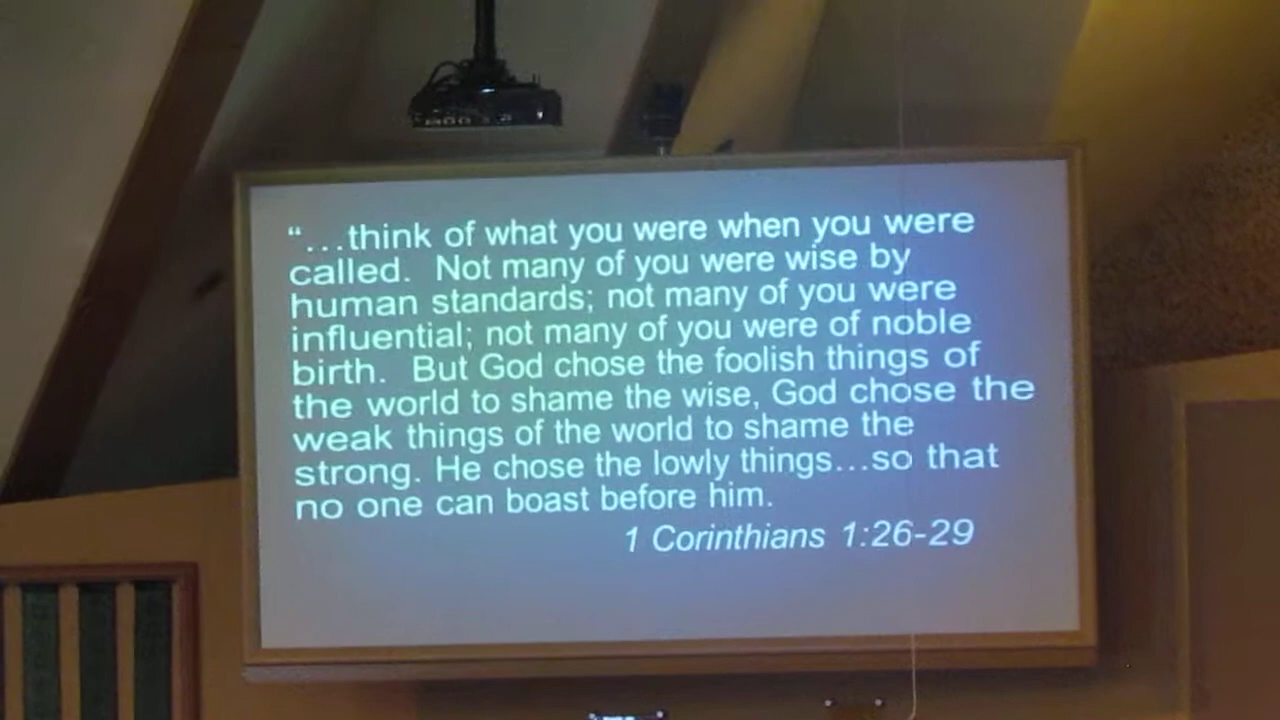 “...think of what you were when you were
called. Not many of you were wise by
human standards; not many of you were
influential; not many of you were of noble
birth. But God chose the foolish things of
the world to shame the wise, God chose the
weak things of the world to shame the
strong. He chose the lowly things...so that
no one can boast before him.
1 Corinthians 1:26-29